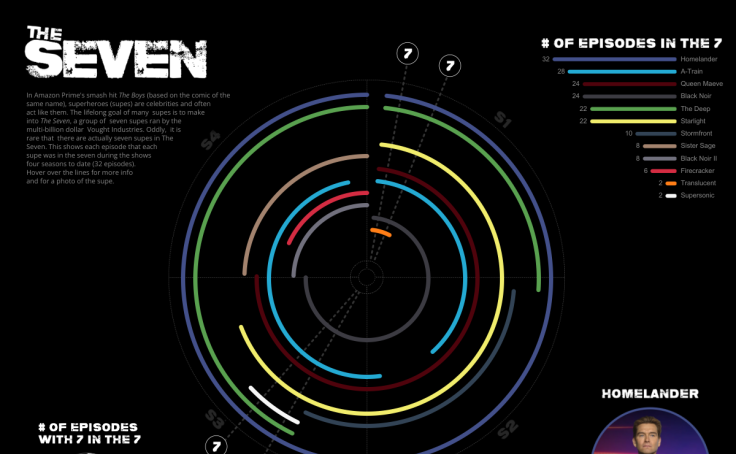 THE
SEVEN
In Amazon Prime's smash hit The Boys (based on the comic of the
same name), superheroes (supes) are celebrities and often
act like them. The lifelong goal of many supes is to make
into The Seven, a group of seven supes ran by the
multi-billion dollar Vought Industries. Oddly, it is
rare that there are actually seven supes in The
Seven. This shows each episode that each
supe was in the seven during the shows
four seasons to date (32 episodes).
Hover over the lines for more info
and for a photo of the supe.
7
7
S1
S4
S3
S2
7
# OF EPISODES IN THE 7
32 Homelander
28 A-Train
24 Queen Maeve
24 Black Noir
22 The Deep
22 Starlight
10 Stormfront
8 Sister Sage
8 Black Noir II
6 Firecracker
2 Translucent
2 Supersonic
HOMELANDER
# OF EPISODES
WITH 7 IN THE 7